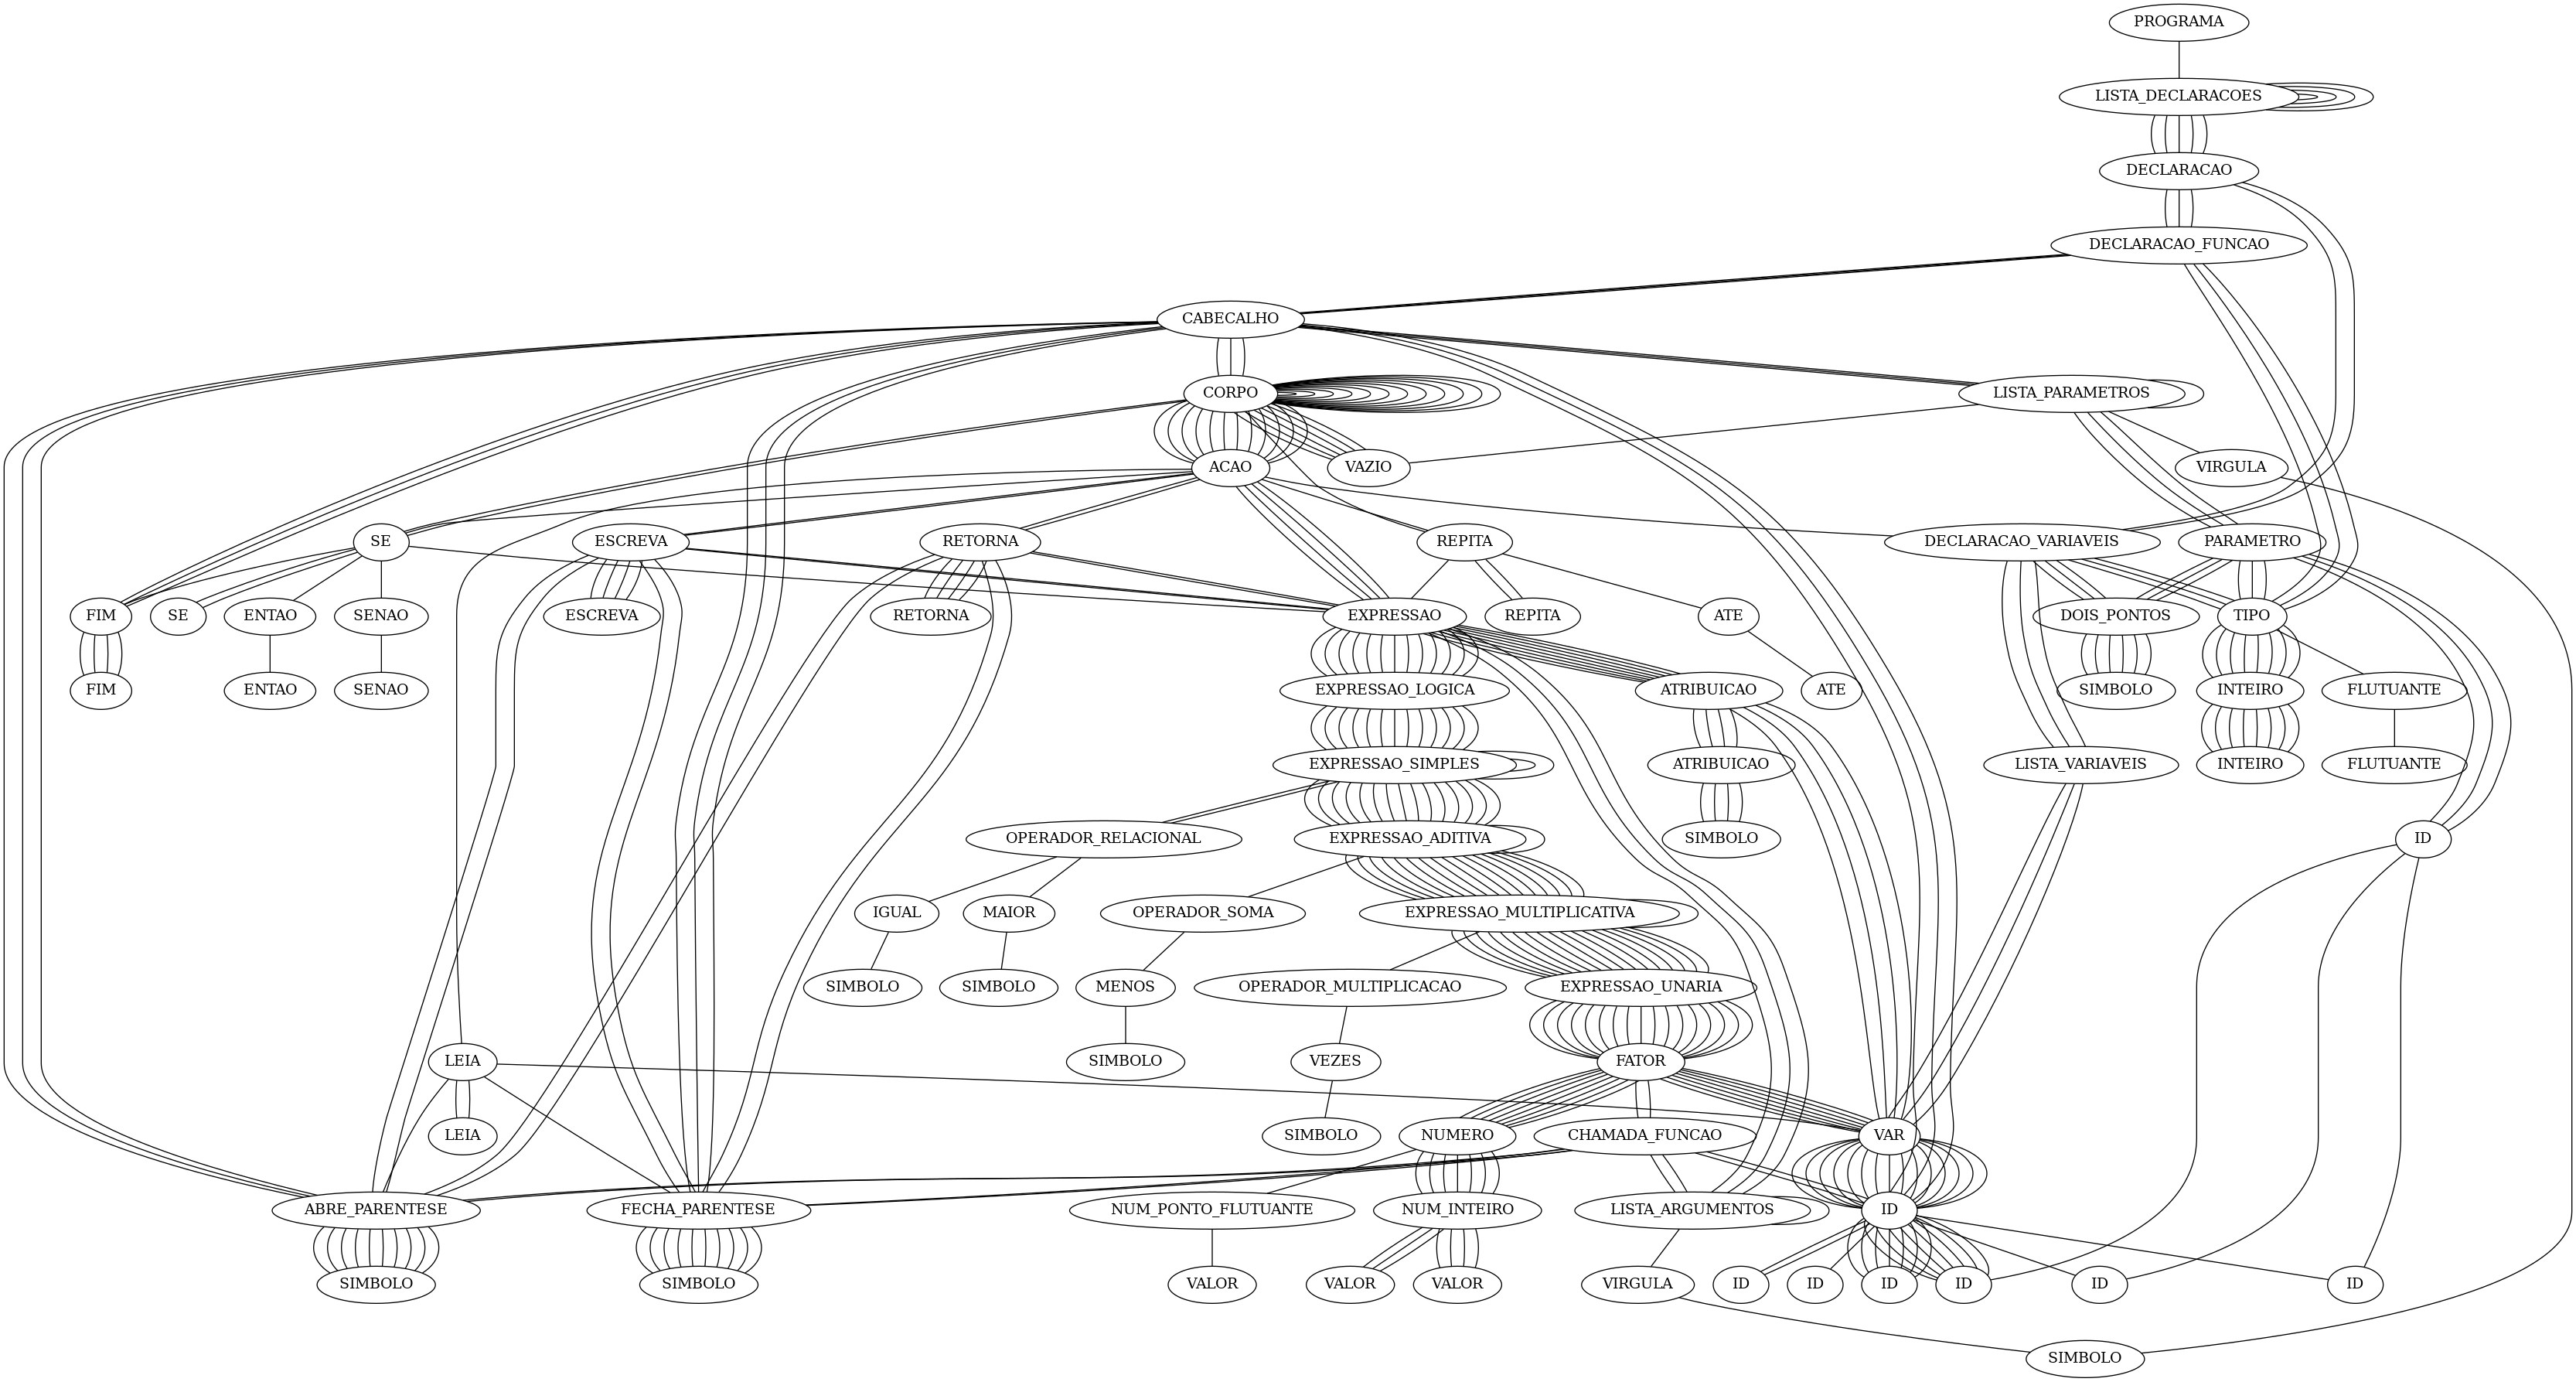 PROGRAMA
LISTA_DECLARACOES
DECLARACAO
DECLARACAO_FUNCAO
CABECALHO
CORPO
LISTA_PARAMETROS
ACAO
VAZIO
VIRGULA
SE
ESCREVA
RETORNA
REPITA
DECLARACAO_VARIAVEIS
PARAMETRO
FIM
SE
ENTAO
SENAO
ESCREVA
RETORNA
EXPRESSAO
REPITA
ATE
DOIS_PONTOS
TIPO
FIM
ENTAO
SENAO
EXPRESSAO_LOGICA
ATRIBUICAO
ATE
SIMBOLO
INTEIRO
FLUTUANTE
EXPRESSAO_SIMPLES
ATRIBUICAO
LISTA_VARIAVEIS
INTEIRO
FLUTUANTE
OPERADOR_RELACIONAL
EXPRESSAO_ADITIVA
SIMBOLO
ID
IGUAL
MAIOR
OPERADOR_SOMA
EXPRESSAO_MULTIPLICATIVA
SIMBOLO
SIMBOLO
MENOS
OPERADOR_MULTIPLICACAO
EXPRESSAO_UNARIA
LEIA
SIMBOLO
VEZES
FATOR
LEIA
SIMBOLO
NUMERO
CHAMADA_FUNCAO
VAR
ABRE_PARENTESE
FECHA_PARENTESE
NUM_PONTO_FLUTUANTE
NUM_INTEIRO
LISTA_ARGUMENTOS
ID
SIMBOLO
SIMBOLO
VALOR
VALOR
VALOR
VIRGULA
ID
ID
ID
ID
ID
ID
SIMBOLO